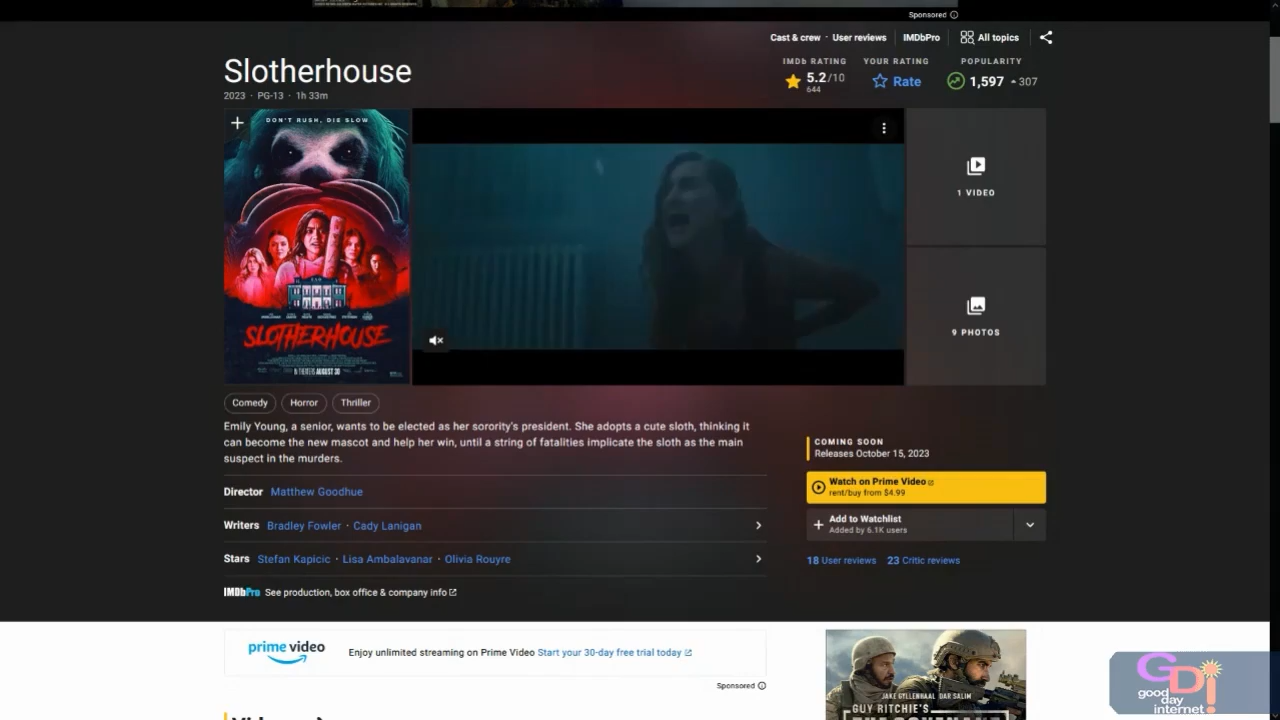 Sponsored
Cast & crew · User reviews
IMDbPro
All topics
Slotherhouse
2023 · PG-13 · 1h 33m
IMDb RATING
5.2/10
644
YOUR RATING
Rate
POPULARITY
1,597
307
DON'T RUSH, DIE SLOW
SLOTHERHOUSE
IN THEATERS AUGUST 30
1 VIDEO
9 PHOTOS
Comedy
Horror
Thriller
Emily Young, a senior, wants to be elected as her sorority's president. She adopts a cute sloth, thinking it
can become the new mascot and help her win, until a string of fatalities implicate the sloth as the main
suspect in the murders.
Director Matthew Goodhue
Writers Bradley Fowler · Cady Lanigan
Stars Stefan Kapicic · Lisa Ambalavanar · Olivia Rouyre
IMDbPro See production, box office & company info
COMING SOON
Releases October 15, 2023
Watch on Prime Video
rent/buy from $4.99
Add to Watchlist
Added by 6.1K users
18 User reviews 23 Critic reviews
prime video
Enjoy unlimited streaming on Prime Video Start your 30-day free trial today
Sponsored
JAKE GYLLENHAAL DAR SALIM
GUY RITCHIE'S
THE COVENANT
GDI
good
day
internet